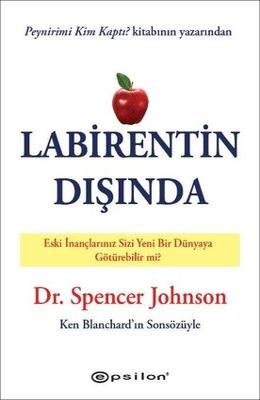 Peynirimi Kim Kaptı? kitabının yazarından
LABİRENTİN
DIŞINDA
Eski İnançlarınız Sizi Yeni Bir Dünyaya
Götürebilir mi?
Dr. Spencer Johnson
Ken Blanchard'ın Sonsözüyle
epsilon